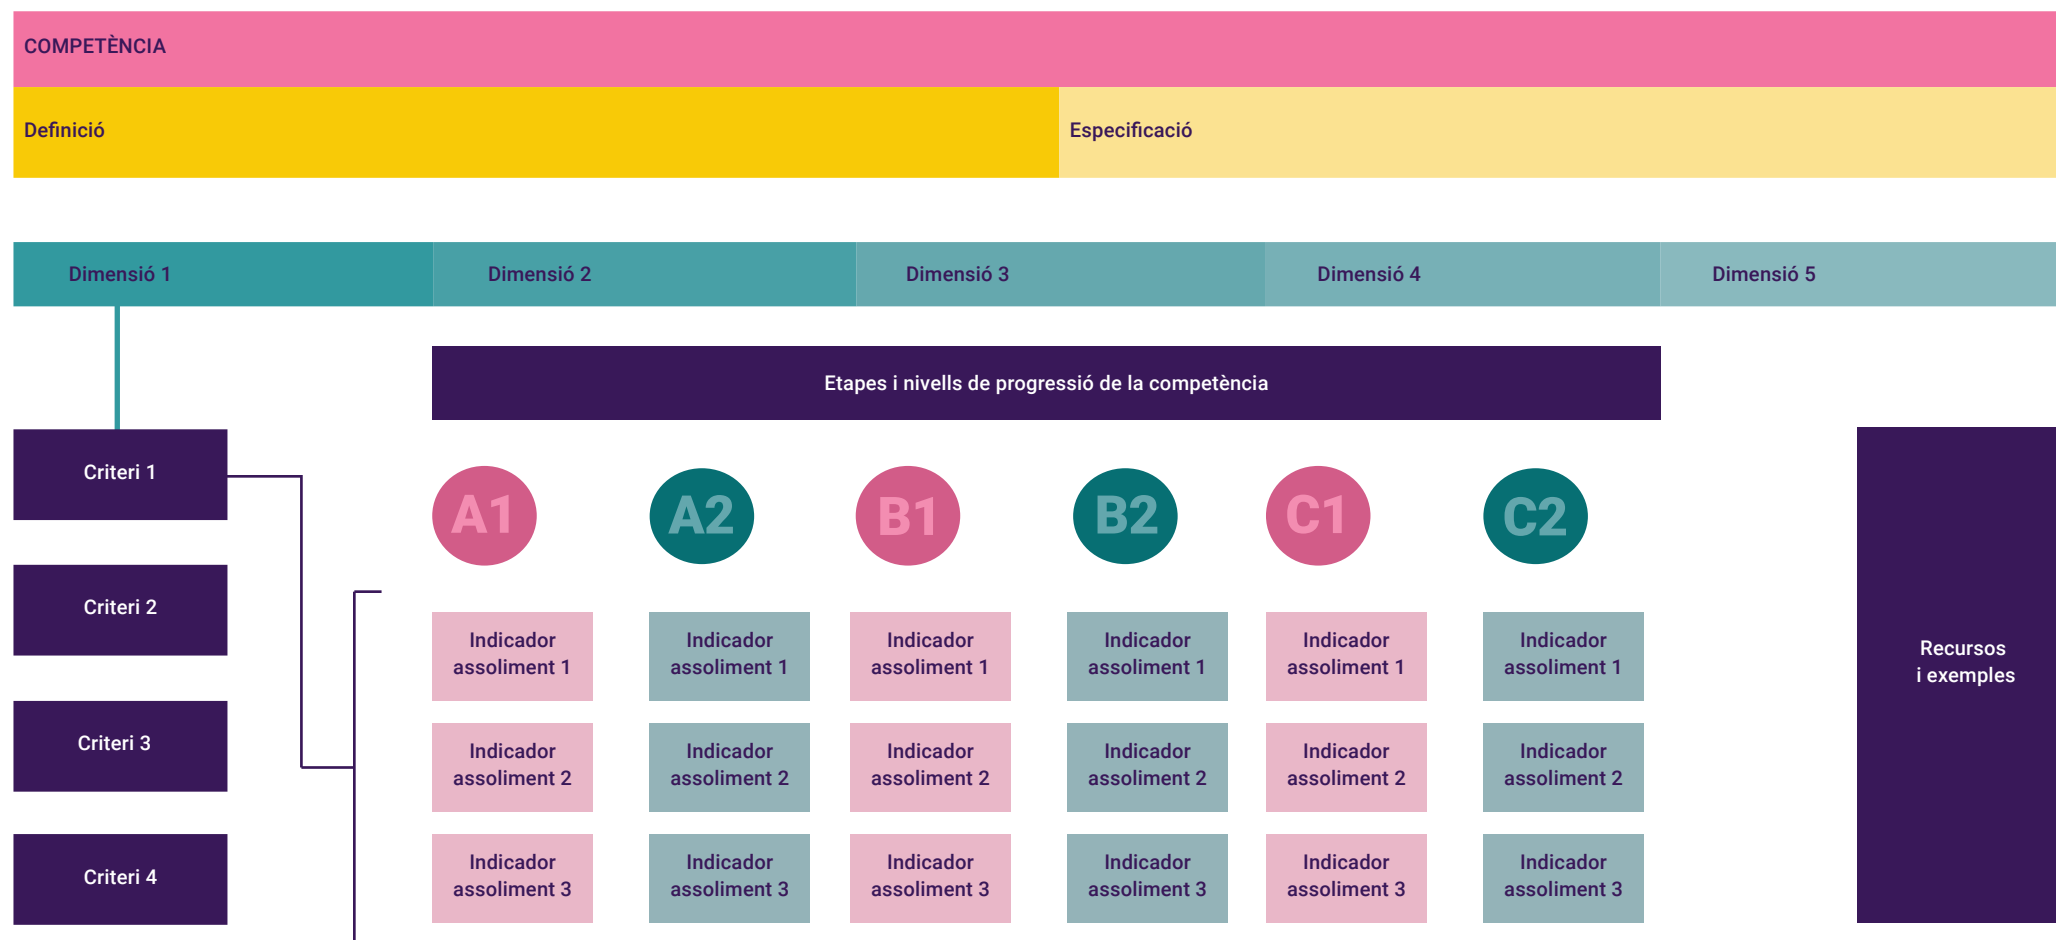 COMPETÈNCIA
Definició
Especificació
Dimensió 1
Dimensió 2
Dimensió 3
Dimensió 4
Dimensió 5
Etapes i nivells de progressió de la competència
Criteri 1
Criteri 2
Criteri 3
Criteri 4
A1
A2
B1
B2
C1
C2
Indicador
assoliment 1
Indicador
assoliment 1
Indicador
assoliment 1
Indicador
assoliment 1
Indicador
assoliment 1
Indicador
assoliment 1
Indicador
assoliment 2
Indicador
assoliment 2
Indicador
assoliment 2
Indicador
assoliment 2
Indicador
assoliment 2
Indicador
assoliment 2
Indicador
assoliment 3
Indicador
assoliment 3
Indicador
assoliment 3
Indicador
assoliment 3
Indicador
assoliment 3
Indicador
assoliment 3
Recursos
i exemples